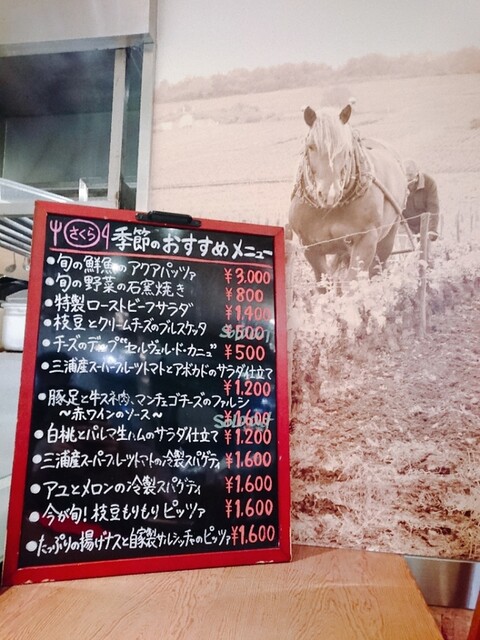 さくら 季節のおすすめメニュー
●旬の鮮魚のアクアパッツァ ¥3.000
●旬の野菜の石窯焼き ¥800
●特製ローストビーフサラダ ¥1.400
●枝豆とクリームチーズのブルスケッタ ¥500 Soldout
●チーズのディップ"セルヴェル・ド・カニュ" ¥500
●三浦産スーパーフルーツトマトとアボカドのサラダ仕立て
¥1.200
●豚足と牛スネ肉、マンチェゴチーズのファルシ
〜赤ワインのソース〜 ¥1.600 Soldout
●白桃とパルマ生ハムのサラダ仕立て ¥1.200
●三浦産スーパーフルーツトマトの冷製スパゲティ ¥1.600
●アユとメロンの冷製スパゲティ ¥1.600
●今が旬!枝豆もりもりピッツァ ¥1.600
●たっぷりの揚げナスと自家製サルシッチャのピッツァ ¥1.600